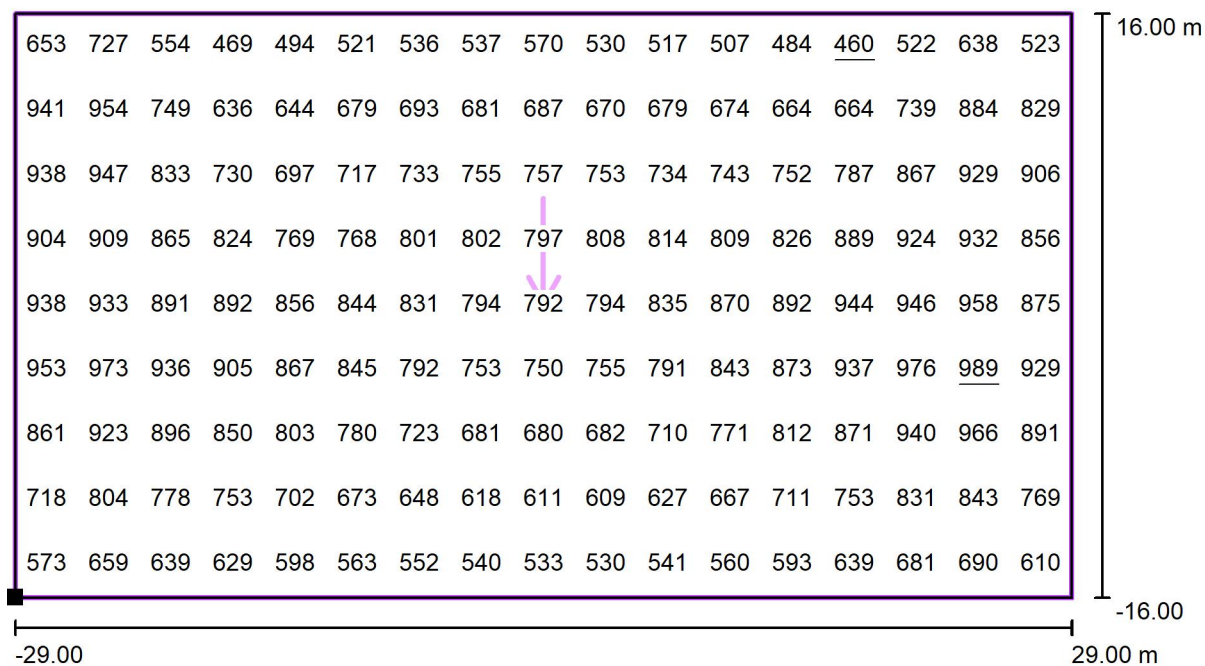 653 727 554 469 494 521 536 537 570 530 517 507 484 460 522 638 523
16.00 m
941 954 749 636 644 679 693 681 687 670 679 674 664 664 739 884 829
938 947 833 730 697 717 733 755 757 753 734 743 752 787 867 929 906
904 909 865 824 769 768 801 802 797 808 814 809 826 889 924 932 856
938 933 891 892 856 844 831 794 792 794 835 870 892 944 946 958 875
953 973 936 905 867 845 792 753 750 755 791 843 873 937 976 989 929
861 923 896 850 803 780 723 681 680 682 710 771 812 871 940 966 891
718 804 778 753 702 673 648 618 611 609 627 667 711 753 831 843 769
573 659 639 629 598 563 552 540 533 530 541 560 593 639 681 690 610
-16.00
-29.00 29.00 m